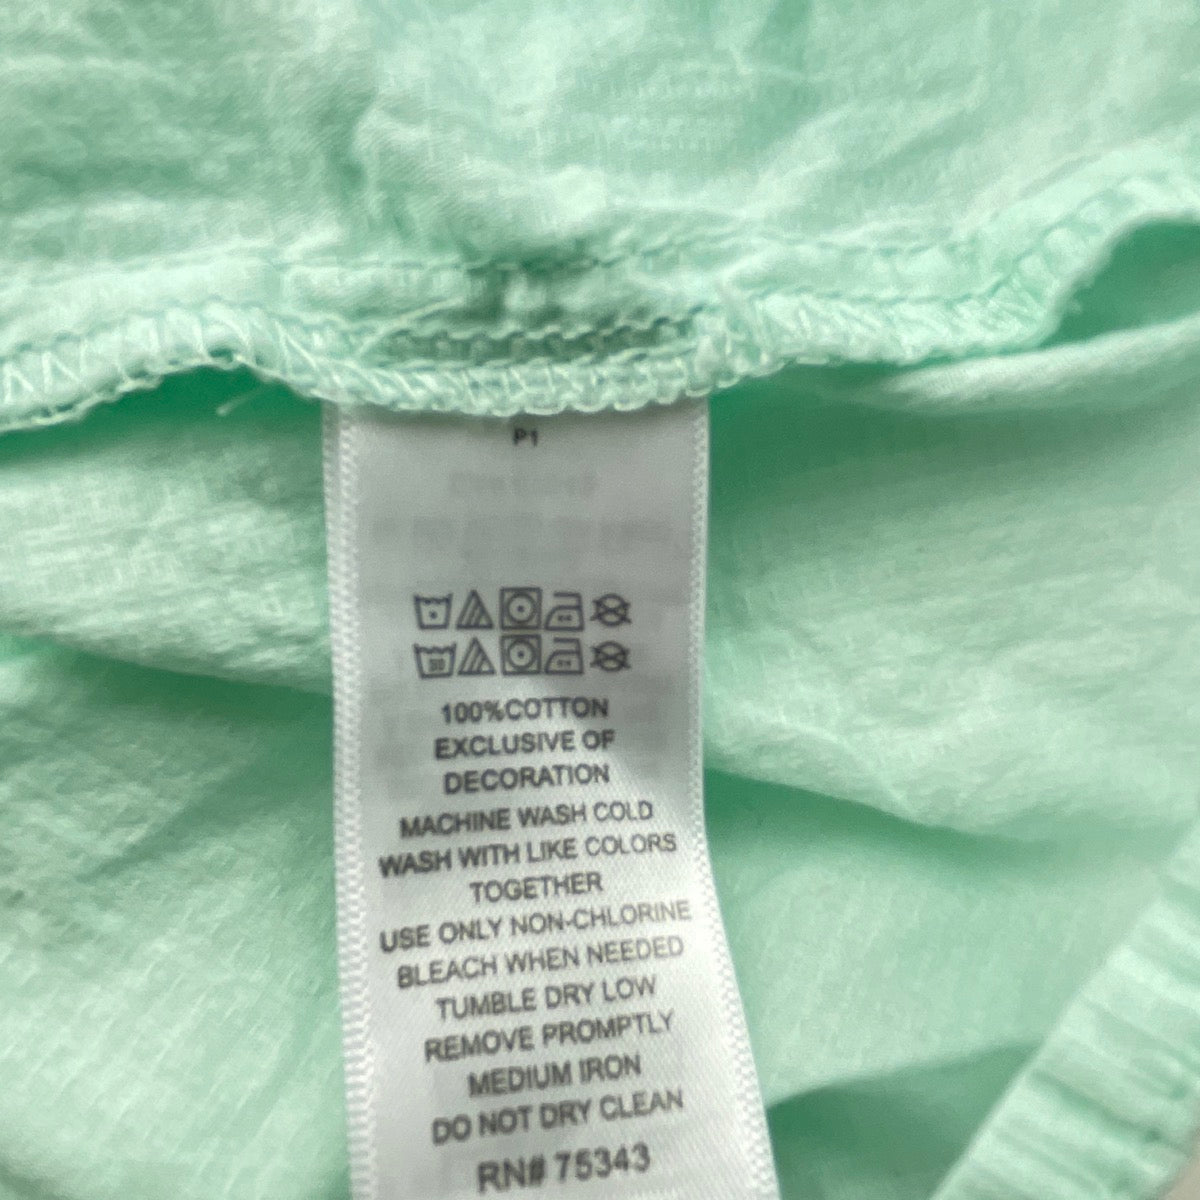 P1
30
100%COTTON
EXCLUSIVE OF
DECORATION
MACHINE WASH COLD
WASH WITH LIKE COLORS
TOGETHER
USE ONLY NON-CHLORINE
BLEACH WHEN NEEDED
TUMBLE DRY LOW
REMOVE PROMPTLY
MEDIUM IRON
DO NOT DRY CLEAN
RN# 75343